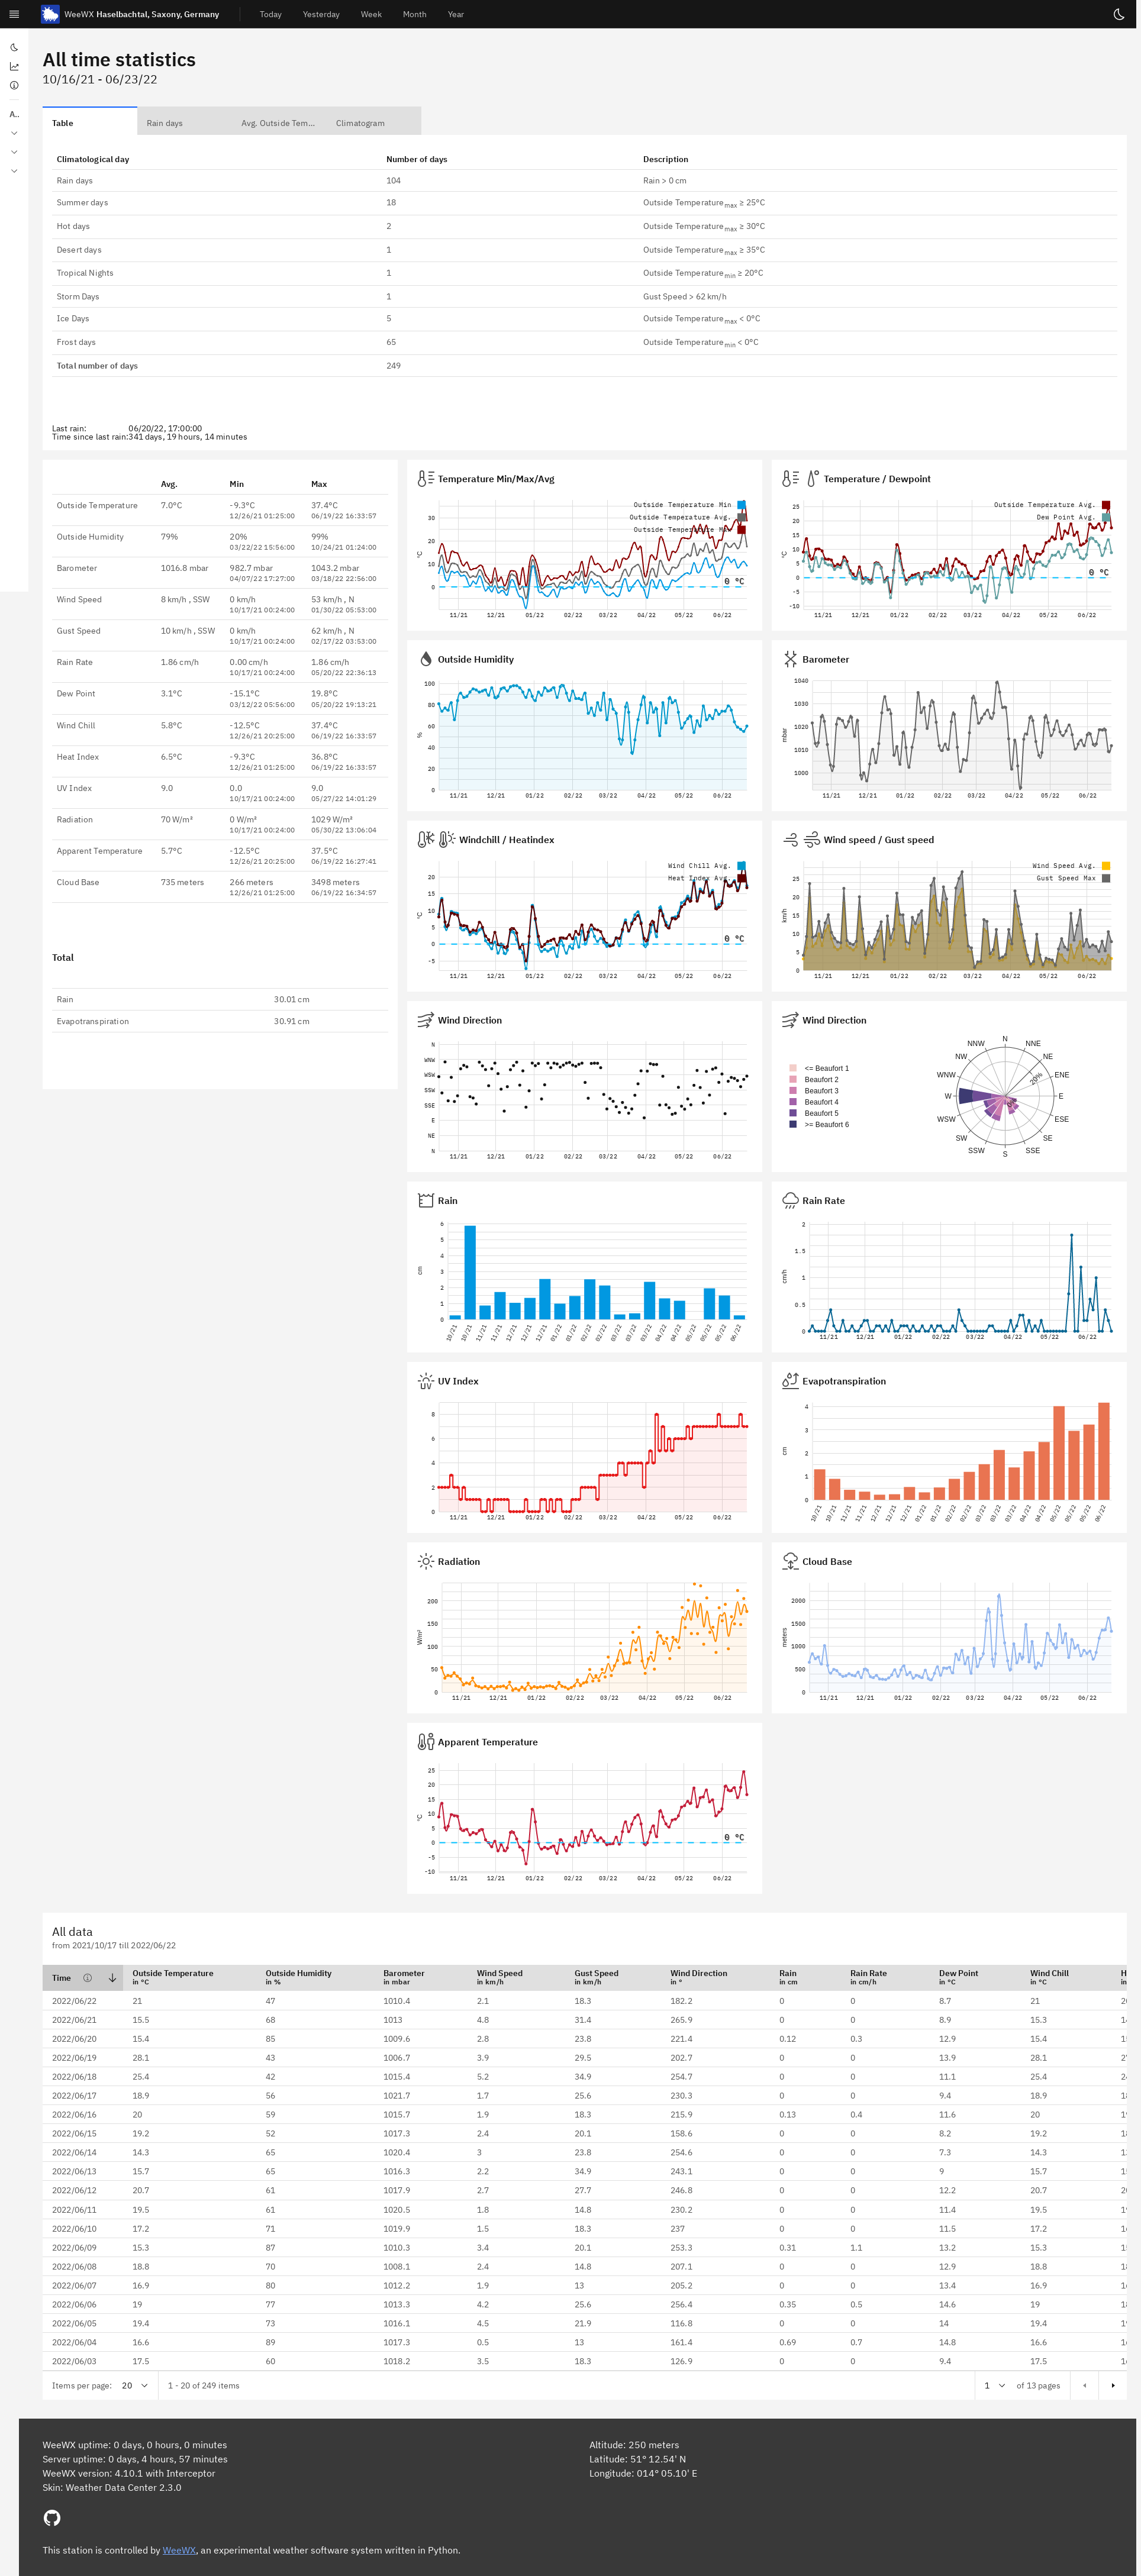 WeeWX Haselbachtal, Saxony, Germany Today Yesterday Week Month Year
All time statistics
10/16/21 - 06/23/22
A..
Table Rain days Avg. Outside Tem... Climatogram
Climatological day Number of days Description
Rain days 104 Rain > 0 cm
Summer days 18 Outside Temperaturemax ≥ 25°C
Hot days 2 Outside Temperaturemax ≥ 30°C
Desert days 1 Outside Temperaturemax ≥ 35°C
Tropical Nights 1 Outside Temperaturemin ≥ 20°C
Storm Days 1 Gust Speed > 62 km/h
Ice Days 5 Outside Temperaturemax < 0°C
Frost days 65 Outside Temperaturemin < 0°C
Total number of days 249
Last rain: 06/20/22, 17:00:00
Time since last rain:341 days, 19 hours, 14 minutes
Avg. Min Max
Outside Temperature 7.0°C -9.3°C 37.4°C
12/26/21 01:25:00 06/19/22 16:33:57
Outside Humidity 79% 20% 99%
03/22/22 15:56:00 10/24/21 01:24:00
Barometer 1016.8 mbar 982.7 mbar 1043.2 mbar
04/07/22 17:27:00 03/18/22 22:56:00
Wind Speed 8 km/h , SSW 0 km/h 53 km/h , N
10/17/21 00:24:00 01/30/22 05:53:00
Gust Speed 10 km/h , SSW 0 km/h 62 km/h , N
10/17/21 00:24:00 02/17/22 03:53:00
Rain Rate 1.86 cm/h 0.00 cm/h 1.86 cm/h
10/17/21 00:24:00 05/20/22 22:36:13
Dew Point 3.1°C -15.1°C 19.8°C
03/12/22 05:56:00 05/20/22 19:13:21
Wind Chill 5.8°C -12.5°C 37.4°C
12/26/21 20:25:00 06/19/22 16:33:57
Heat Index 6.5°C -9.3°C 36.8°C
12/26/21 01:25:00 06/19/22 16:33:57
UV Index 9.0 0.0 9.0
10/17/21 00:24:00 05/27/22 14:01:29
Radiation 70 W/m² 0 W/m² 1029 W/m²
10/17/21 00:24:00 05/30/22 13:06:04
Apparent Temperature 5.7°C -12.5°C 37.5°C
12/26/21 20:25:00 06/19/22 16:27:41
Cloud Base 735 meters 266 meters 3498 meters
12/26/21 01:25:00 06/19/22 16:34:57
Total
Rain 30.01 cm
Evapotranspiration 30.91 cm
Temperature Min/Max/Avg
Outside Temperature Min
Outside Temperature Avg.
Outside Temperature Max
°C
30
20
10
0
0 °C
11/21 12/21 01/22 02/22 03/22 04/22 05/22 06/22
Temperature / Dewpoint
Outside Temperature Avg.
Dew Point Avg.
°C
25
20
15
10
5
0
-5
-10
0 °C
11/21 12/21 01/22 02/22 03/22 04/22 05/22 06/22
Outside Humidity
%
100
80
60
40
20
0
11/21 12/21 01/22 02/22 03/22 04/22 05/22 06/22
Barometer
mbar
1040
1030
1020
1010
1000
11/21 12/21 01/22 02/22 03/22 04/22 05/22 06/22
Windchill / Heatindex
Wind Chill Avg.
Heat Index Avg.
°C
20
15
10
5
0
-5
0 °C
11/21 12/21 01/22 02/22 03/22 04/22 05/22 06/22
Wind speed / Gust speed
Wind Speed Avg.
Gust Speed Max
km/h
25
20
15
10
5
0
11/21 12/21 01/22 02/22 03/22 04/22 05/22 06/22
Wind Direction
N
WNW
WSW
SSW
SSE
E
NE
N
11/21 12/21 01/22 02/22 03/22 04/22 05/22 06/22
Wind Direction
<= Beaufort 1
Beaufort 2
Beaufort 3
Beaufort 4
Beaufort 5
>= Beaufort 6
N
NNW NNE
NW NE
WNW 20% ENE
W 0% E
WSW ESE
SW SE
SSW SSE
S
Rain
cm
6
5
4
3
2
1
0
10/21 10/21 11/21 11/21 12/21 12/21 12/21 01/22 01/22 02/22 02/22 03/22 03/22 03/22 04/22 04/22 05/22 05/22 05/22 06/22
Rain Rate
cm/h
2
1.5
1
0.5
0
11/21 12/21 01/22 02/22 03/22 04/22 05/22 06/22
UV Index
8
6
4
2
0
11/21 12/21 01/22 02/22 03/22 04/22 05/22 06/22
Evapotranspiration
cm
4
3
2
1
0
10/21 10/21 11/21 11/21 12/21 12/21 12/21 01/22 01/22 02/22 02/22 03/22 03/22 03/22 04/22 04/22 05/22 05/22 05/22 06/22
Radiation
W/m²
200
150
100
50
0
11/21 12/21 01/22 02/22 03/22 04/22 05/22 06/22
Cloud Base
meters
2000
1500
1000
500
0
11/21 12/21 01/22 02/22 03/22 04/22 05/22 06/22
Apparent Temperature
°C
25
20
15
10
5
0
-5
-10
0 °C
11/21 12/21 01/22 02/22 03/22 04/22 05/22 06/22
All data
from 2021/10/17 till 2022/06/22
Time Outside Temperature Outside Humidity Barometer Wind Speed Gust Speed Wind Direction Rain Rain Rate Dew Point Wind Chill H
in °C in % in mbar in km/h in km/h in ° in cm in cm/h in °C in °C in
2022/06/22 21 47 1010.4 2.1 18.3 182.2 0 0 8.7 21
2022/06/21 15.5 68 1013 4.8 31.4 265.9 0 0 8.9 15.3
2022/06/20 15.4 85 1009.6 2.8 23.8 221.4 0.12 0.3 12.9 15.4
2022/06/19 28.1 43 1006.7 3.9 29.5 202.7 0 0 13.9 28.1
2022/06/18 25.4 42 1015.4 5.2 34.9 254.7 0 0 11.1 25.4
2022/06/17 18.9 56 1021.7 1.7 25.6 230.3 0 0 9.4 18.9
2022/06/16 20 59 1015.7 1.9 18.3 215.9 0.13 0.4 11.6 20
2022/06/15 19.2 52 1017.3 2.4 20.1 158.6 0 0 8.2 19.2
2022/06/14 14.3 65 1020.4 3 23.8 254.6 0 0 7.3 14.3
2022/06/13 15.7 65 1016.3 2.2 34.9 243.1 0 0 9 15.7
2022/06/12 20.7 61 1017.9 2.7 27.7 246.8 0 0 12.2 20.7
2022/06/11 19.5 61 1020.5 1.8 14.8 230.2 0 0 11.4 19.5
2022/06/10 17.2 71 1019.9 1.5 18.3 237 0 0 11.5 17.2
2022/06/09 15.3 87 1010.3 3.4 20.1 253.3 0.31 1.1 13.2 15.3
2022/06/08 18.8 70 1008.1 2.4 14.8 207.1 0 0 12.9 18.8
2022/06/07 16.9 80 1012.2 1.9 13 205.2 0 0 13.4 16.9
2022/06/06 19 77 1013.3 4.2 25.6 256.4 0.35 0.5 14.6 19
2022/06/05 19.4 73 1016.1 4.5 21.9 116.8 0 0 14 19.4
2022/06/04 16.6 89 1017.3 0.5 13 161.4 0.69 0.7 14.8 16.6
2022/06/03 17.5 60 1018.2 3.5 18.3 126.9 0 0 9.4 17.5
Items per page: 20 1 - 20 of 249 items 1 of 13 pages
WeeWX uptime: 0 days, 0 hours, 0 minutes
Server uptime: 0 days, 4 hours, 57 minutes
WeeWX version: 4.10.1 with Interceptor
Skin: Weather Data Center 2.3.0
Altitude: 250 meters
Latitude: 51° 12.54' N
Longitude: 014° 05.10' E
This station is controlled by WeeWX, an experimental weather software system written in Python.